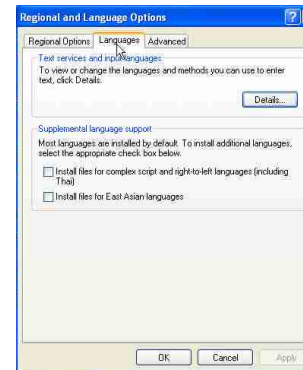 Regional and Language Options
Regional Options Languages Advanced
Text services and input languages
To view or change the languages and methods you can use to enter
text, click Details.
Details...
Supplemental language support
Most languages are installed by default. To install additional languages,
select the appropriate check box below.
Install files for complex script and right-to-left languages (including
Thai)
Install files for East Asian languages
OK Cancel Apply